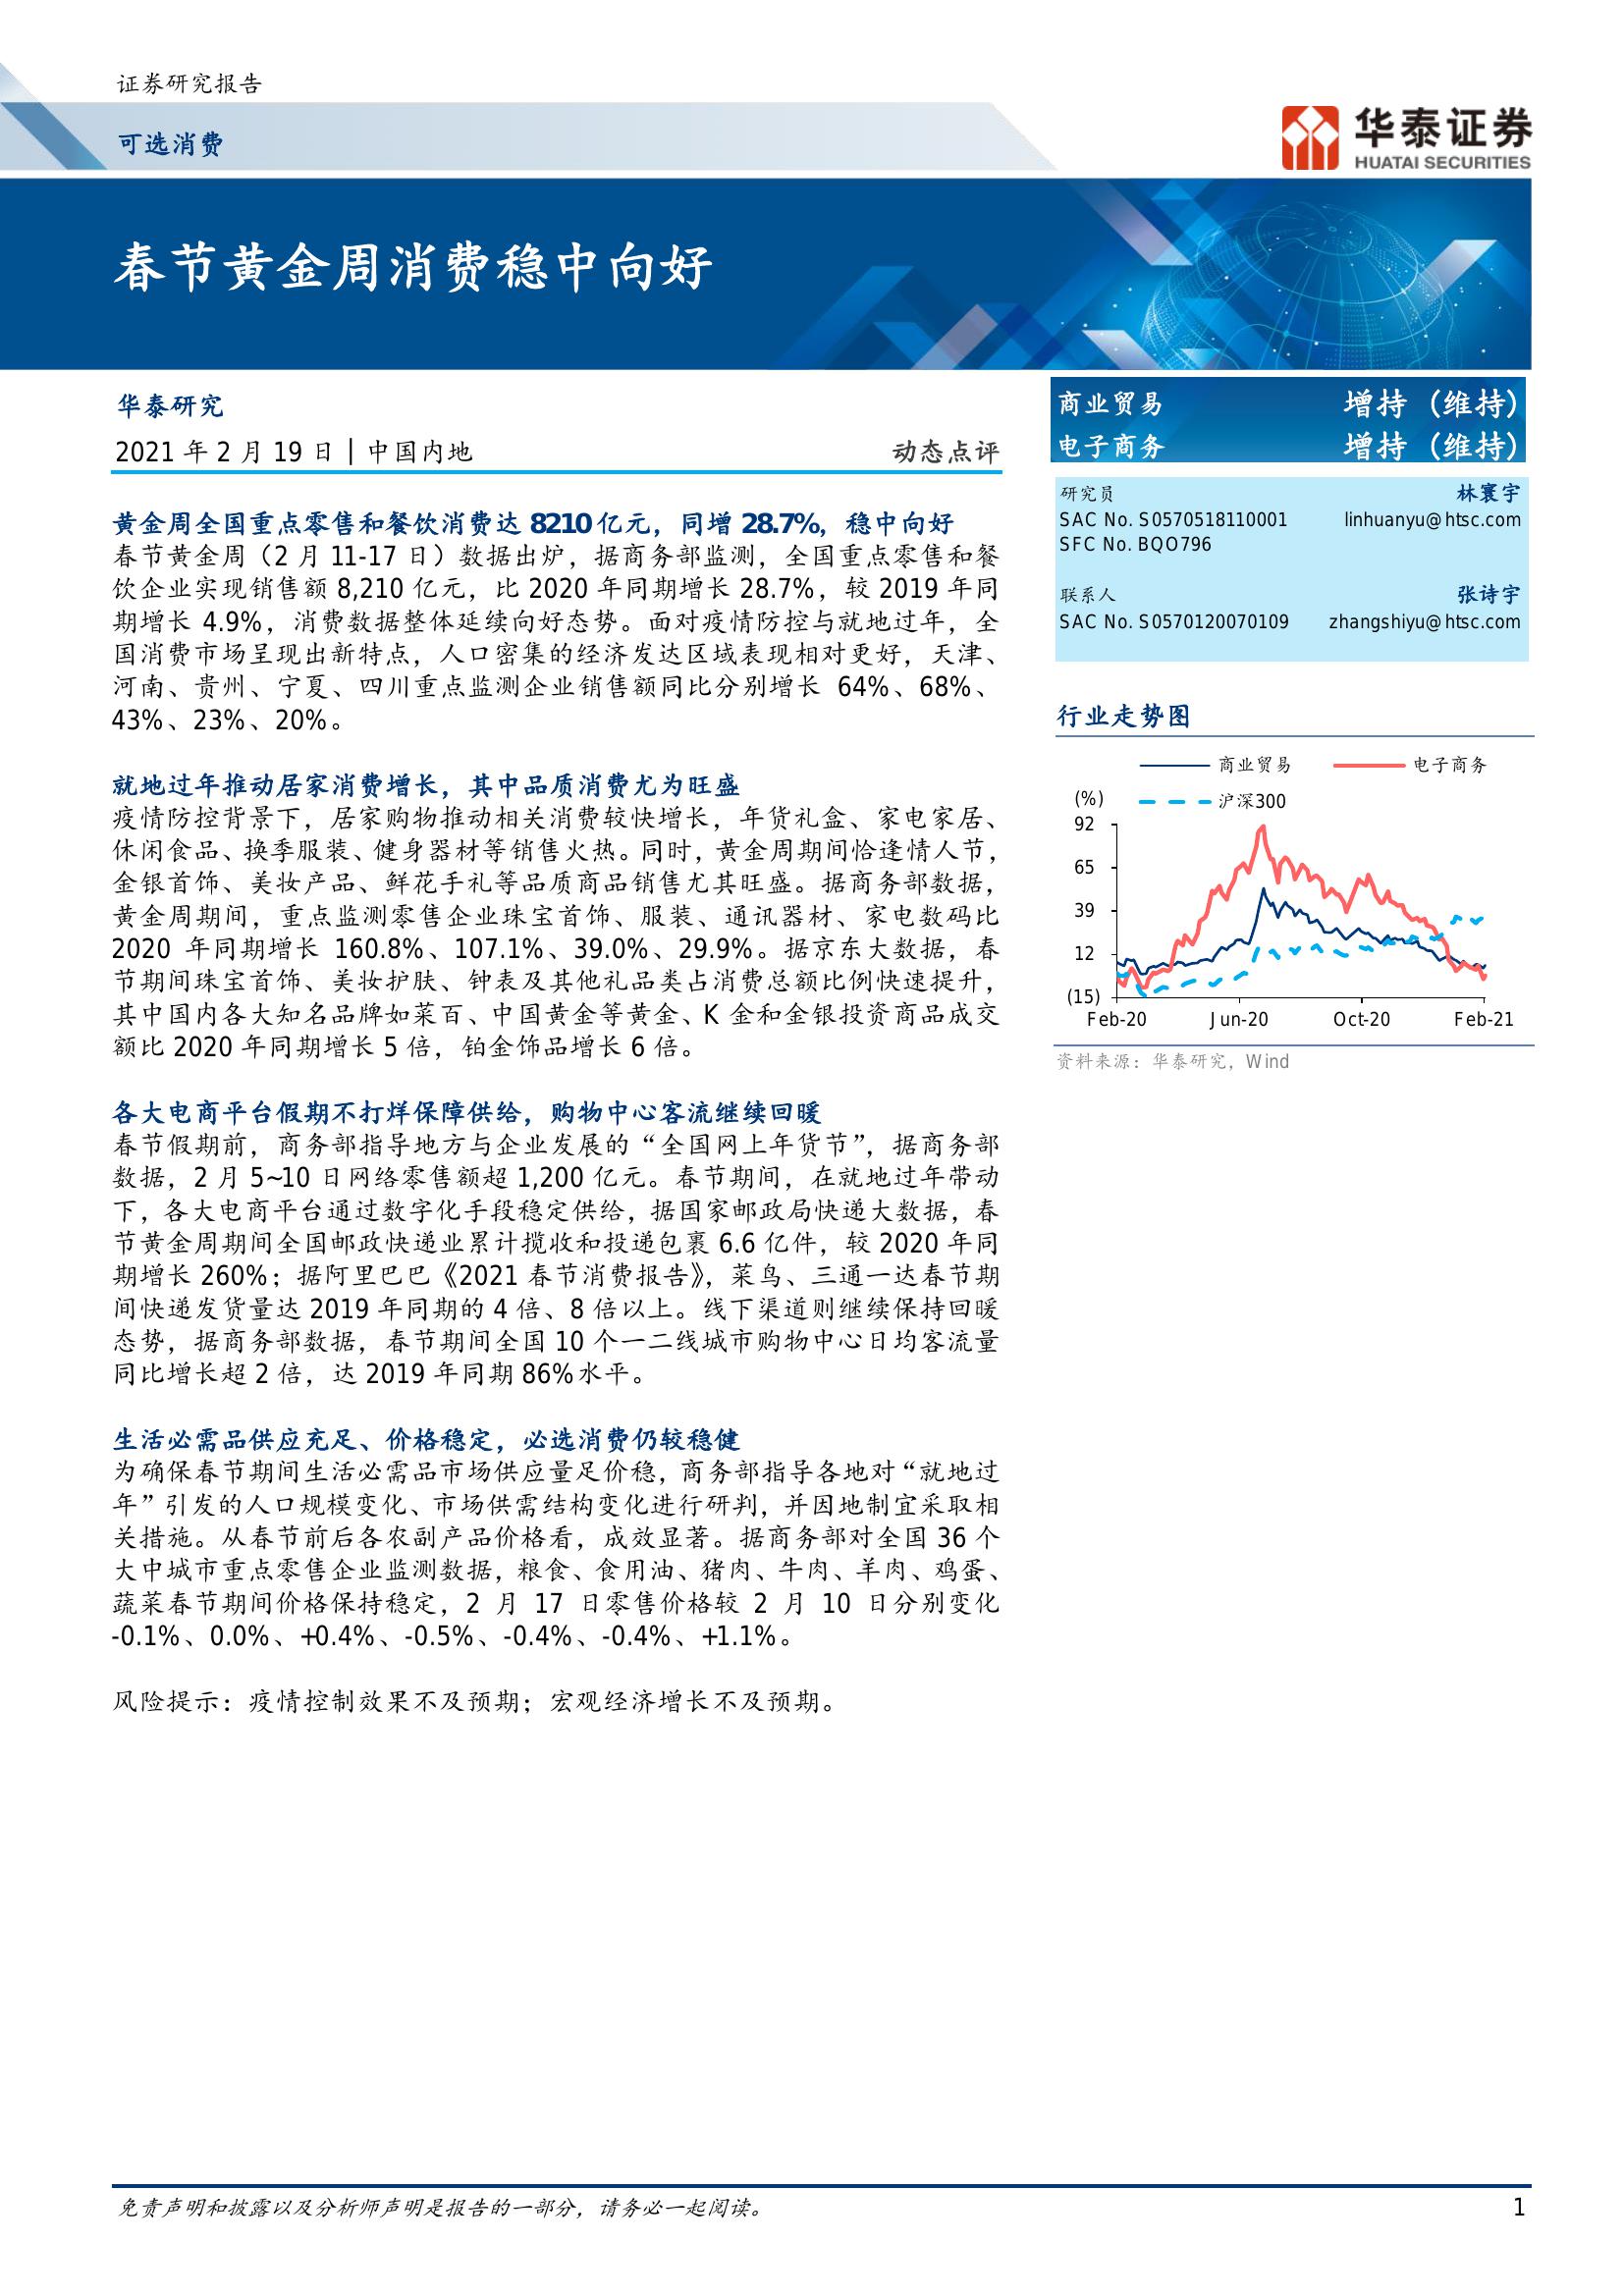 证券研究报告
可选消费
华泰证券
HUATAI SECURITIES
春节黄金周消费稳中向好
华泰研究
2021 年 2 月 19 日│中国内地 动态点评
黄金周全国重点零售和餐饮消费达 8210 亿元，同增 28.7%，稳中向好
春节黄金周（2 月 11-17 日）数据出炉，据商务部监测，全国重点零售和餐
饮企业实现销售额 8,210 亿元，比 2020 年同期增长 28.7%，较 2019 年同
期增长 4.9%，消费数据整体延续向好态势。面对疫情防控与就地过年，全
国消费市场呈现出新特点，人口密集的经济发达区域表现相对更好，天津、
河南、贵州、宁夏、四川重点监测企业销售额同比分别增长 64%、68%、
43%、23%、20%。
就地过年推动居家消费增长，其中品质消费尤为旺盛
疫情防控背景下，居家购物推动相关消费较快增长，年货礼盒、家电家居、
休闲食品、换季服装、健身器材等销售火热。同时，黄金周期间恰逢情人节，
金银首饰、美妆产品、鲜花手礼等品质商品销售尤其旺盛。据商务部数据，
黄金周期间，重点监测零售企业珠宝首饰、服装、通讯器材、家电数码比
2020 年同期增长 160.8%、107.1%、39.0%、29.9%。据京东大数据，春
节期间珠宝首饰、美妆护肤、钟表及其他礼品类占消费总额比例快速提升，
其中国内各大知名品牌如菜百、中国黄金等黄金、K 金和金银投资商品成交
额比 2020 年同期增长 5 倍，铂金饰品增长 6 倍。
各大电商平台假期不打烊保障供给，购物中心客流继续回暖
春节假期前，商务部指导地方与企业发展的“全国网上年货节”，据商务部
数据，2 月 5~10 日网络零售额超 1,200 亿元。春节期间，在就地过年带动
下，各大电商平台通过数字化手段稳定供给，据国家邮政局快递大数据，春
节黄金周期间全国邮政快递业累计揽收和投递包裹 6.6 亿件，较 2020 年同
期增长 260%；据阿里巴巴《2021 春节消费报告》，菜鸟、三通一达春节期
间快递发货量达 2019 年同期的 4 倍、8 倍以上。线下渠道则继续保持回暖
态势，据商务部数据，春节期间全国 10 个一二线城市购物中心日均客流量
同比增长超 2 倍，达 2019 年同期 86%水平。
生活必需品供应充足、价格稳定，必选消费仍较稳健
为确保春节期间生活必需品市场供应量足价稳，商务部指导各地对“就地过
年”引发的人口规模变化、市场供需结构变化进行研判，并因地制宜采取相
关措施。从春节前后各农副产品价格看，成效显著。据商务部对全国 36 个
大中城市重点零售企业监测数据，粮食、食用油、猪肉、牛肉、羊肉、鸡蛋、
蔬菜春节期间价格保持稳定，2 月 17 日零售价格较 2 月 10 日分别变化
-0.1%、0.0%、+0.4%、-0.5%、-0.4%、-0.4%、+1.1%。
风险提示：疫情控制效果不及预期；宏观经济增长不及预期。
商业贸易 增持 (维持)
电子商务 增持 (维持)
研究员 林寰宇
SAC No. S0570518110001 linhuanyu@htsc.com
SFC No. BQO796
联系人 张诗宇
SAC No. S0570120070109 zhangshiyu@htsc.com
行业走势图
商业贸易 电子商务
沪深300
(%)
92
65
39
12
(15)
Feb-20 Jun-20 Oct-20 Feb-21
资料来源：华泰研究，Wind
免责声明和披露以及分析师声明是报告的一部分，请务必一起阅读。 1